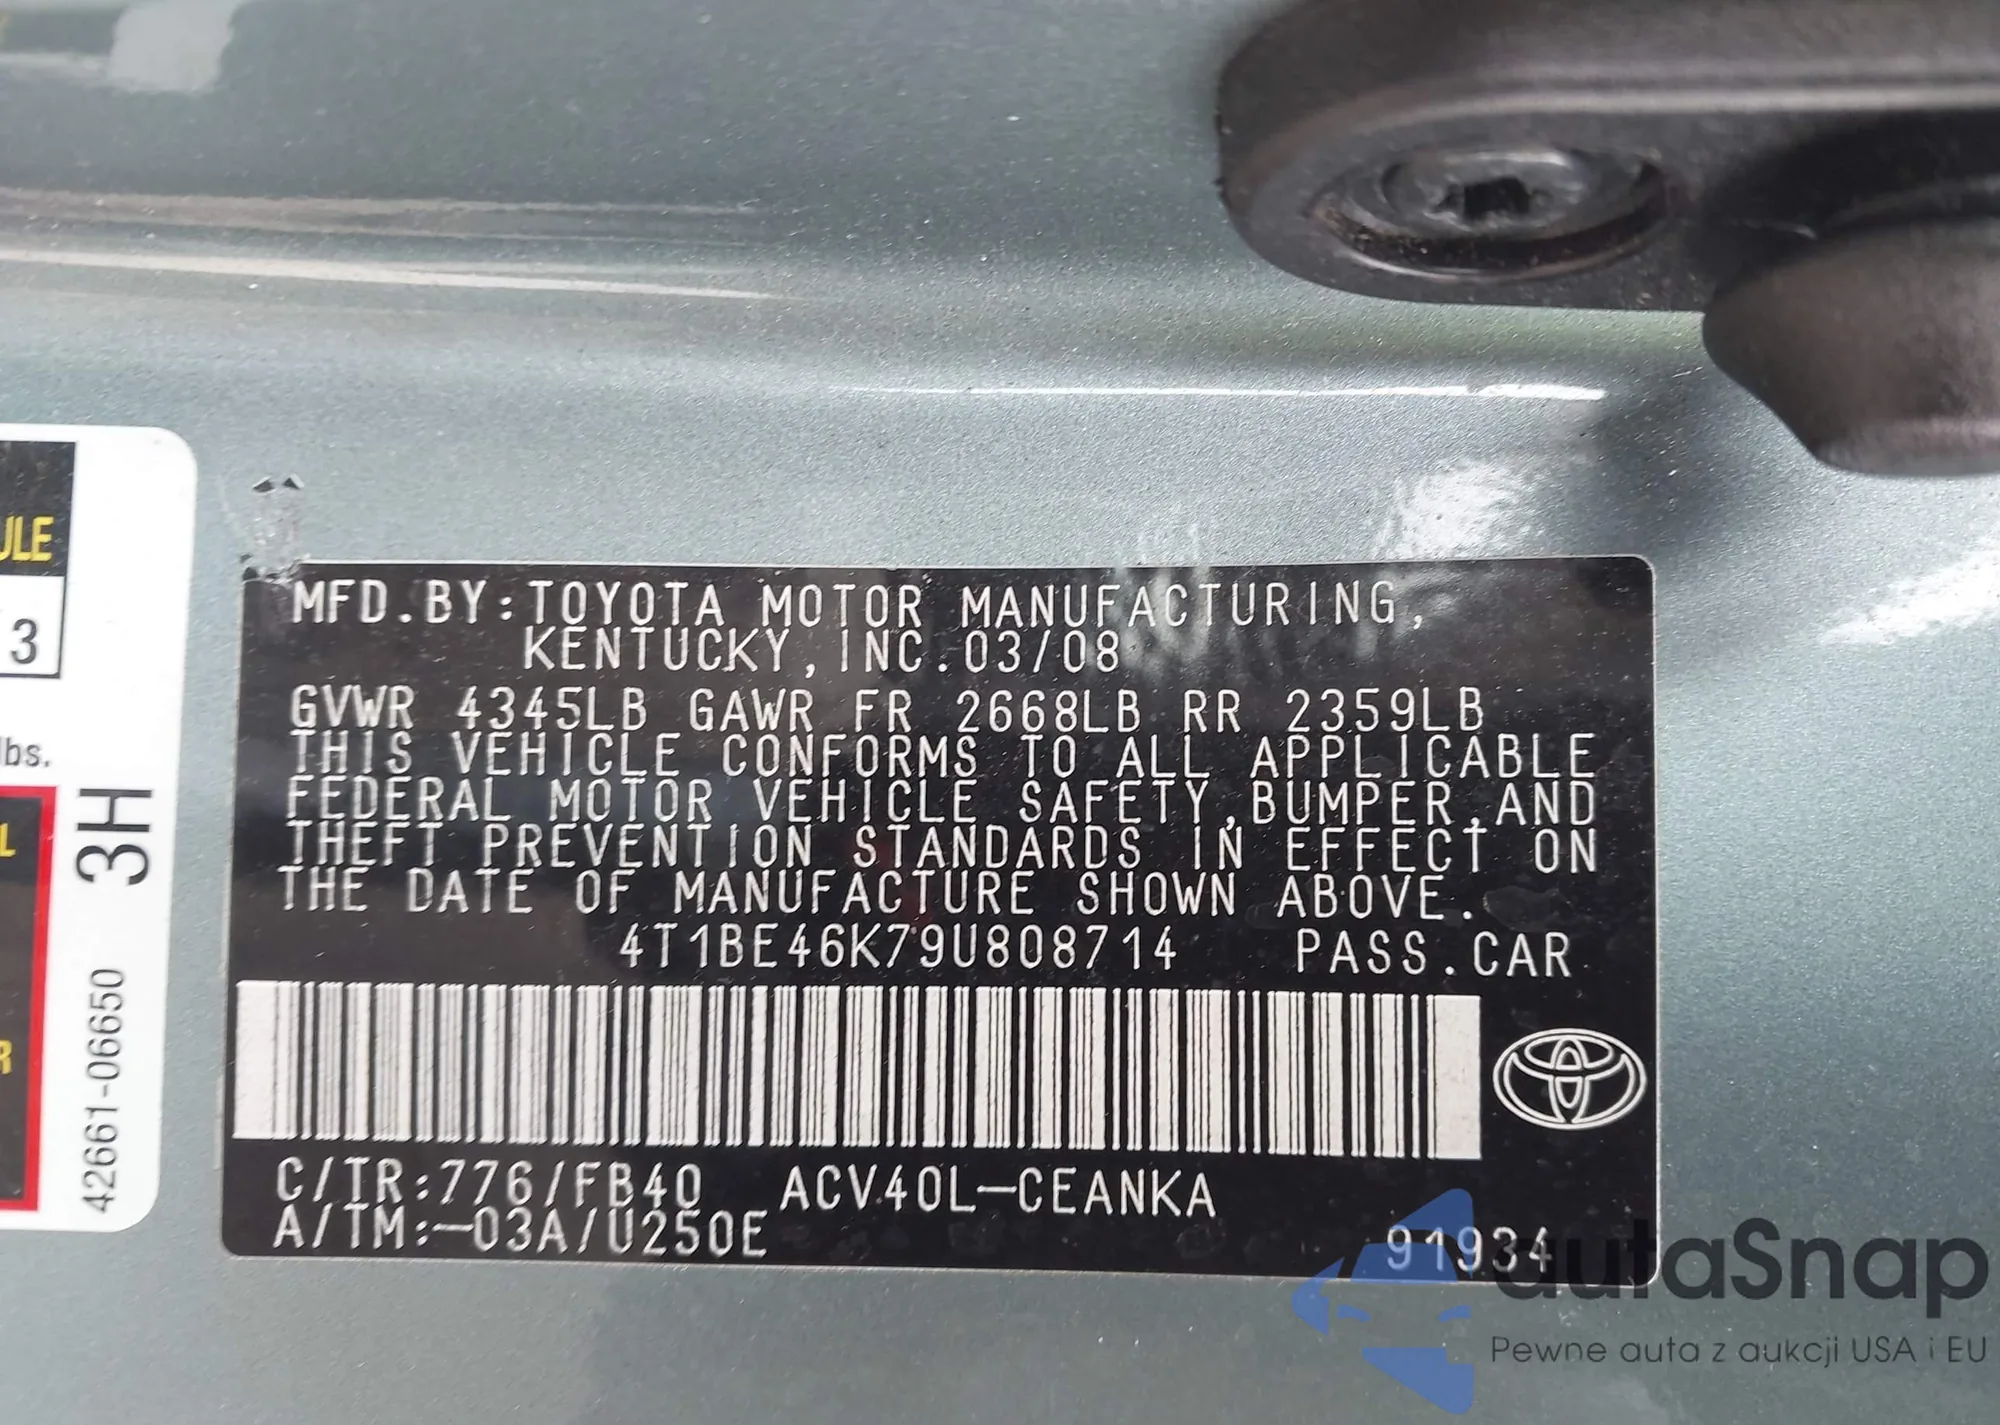 ULE
3
lbs.
3H
L
R
42661-06650
MFD.BY:TOYOTA MOTOR MANUFACTURING,
KENTUCKY, INC.03/08
GVWR 4345LB GAWR FR 2668LB RR 2359LB
THIS VEHICLE CONFORMS TO ALL APPLICABLE
FEDERAL MOTOR VEHICLE SAFETY,BUMPER,AND
THEFT PREVENTION STANDARDS IN EFFECT ON
THE DATE OF MANUFACTURE SHOWN ABOVE.
4T1BE46K79U808714 PASS.CAR
C/TR:776/FB40 ACV40L-CEANKA
A/TM:-03A/U250E 91934
autaSnap
Pewne auta z aukcji USA i EU